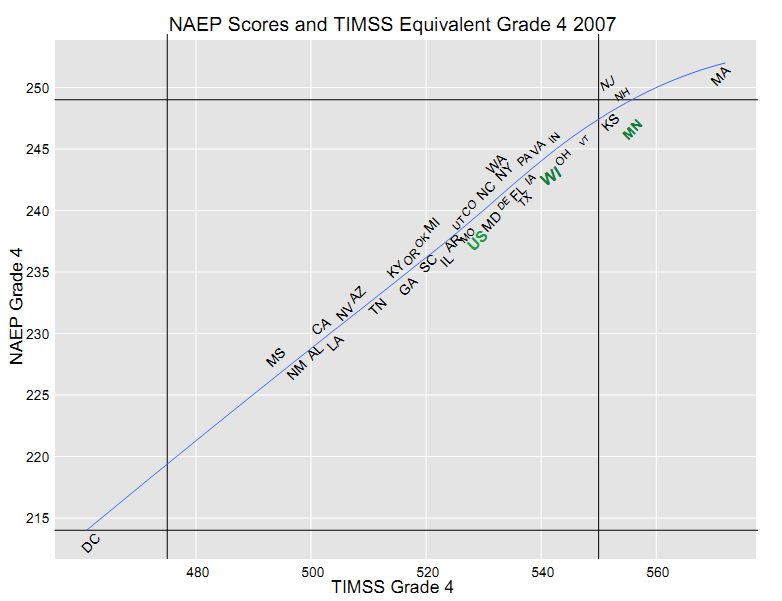 NAEP Scores and TIMSS Equivalent Grade 4 2007
NJ
MA
250
NH
KS
MN
245
IN
VT
VA
PA
OH
WA
NY
WI
IA
NC
FL
TX
DE
240
CO
UT
MI
MD
MO
US
OK
AR
OR
IL
SC
KY
235
GA
AZ
NV
TN
CA
230
LA
AL
MS
NM
225
220
215
DC
NAEP Grade 4
480 500 520 540 560
TIMSS Grade 4